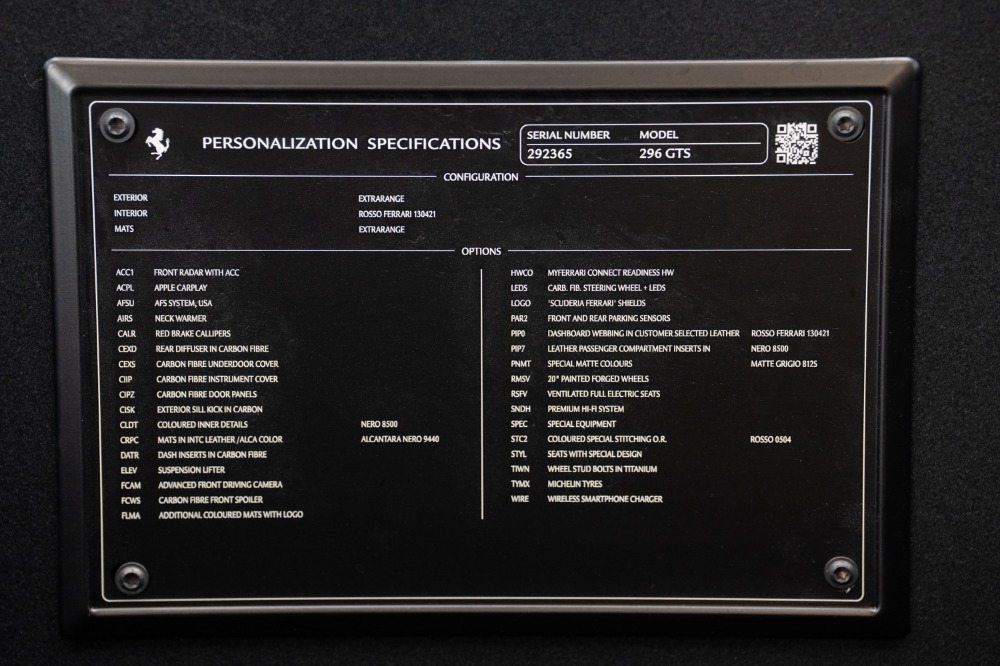 PERSONALIZATION SPECIFICATIONS
SERIAL NUMBER MODEL
292365 296 GTS
CONFIGURATION
EXTERIOR EXTRARANGE
INTERIOR ROSSO FERRARI 130421
MATS EXTRARANGE
OPTIONS
ACC1 FRONT RADAR WITH ACC
ACPL APPLE CARPLAY
AFSU AFS SYSTEM, USA
AIRS NECK WARMER
CALR RED BRAKE CALLIPERS
CEXD REAR DIFFUSER IN CARBON FIBRE
CEXS CARBON FIBRE UNDERDOOR COVER
CIIP CARBON FIBRE INSTRUMENT COVER
CIPZ CARBON FIBRE DOOR PANELS
CISK EXTERIOR SILL KICK IN CARBON
CLDT COLOURED INNER DETAILS NERO 8500
CRPC MATS IN INTC LEATHER /ALCA COLOR ALCANTARA NERO 9440
DATR DASH INSERTS IN CARBON FIBRE
ELEV SUSPENSION LIFTER
FCAM ADVANCED FRONT DRIVING CAMERA
FCWS CARBON FIBRE FRONT SPOILER
FLMA ADDITIONAL COLOURED MATS WITH LOGO
HWCO MYFERRARI CONNECT READINESS HW
LEDS CARB. FIB. STEERING WHEEL + LEDS
LOGO 'SCUDERIA FERRARI' SHIELDS
PAR2 FRONT AND REAR PARKING SENSORS
PIP0 DASHBOARD WEBBING IN CUSTOMER SELECTED LEATHER ROSSO FERRARI 130421
PIP7 LEATHER PASSENGER COMPARTMENT INSERTS IN NERO 8500
PNMT SPECIAL MATTE COLOURS MATTE GRIGIO 812S
RMSV 20" PAINTED FORGED WHEELS
RSFV VENTILATED FULL ELECTRIC SEATS
SNDH PREMIUM HI-FI SYSTEM
SPEC SPECIAL EQUIPMENT
STC2 COLOURED SPECIAL STITCHING O.R. ROSSO 0504
STYL SEATS WITH SPECIAL DESIGN
TIWN WHEEL STUD BOLTS IN TITANIUM
TYMX MICHELIN TYRES
WIRE WIRELESS SMARTPHONE CHARGER